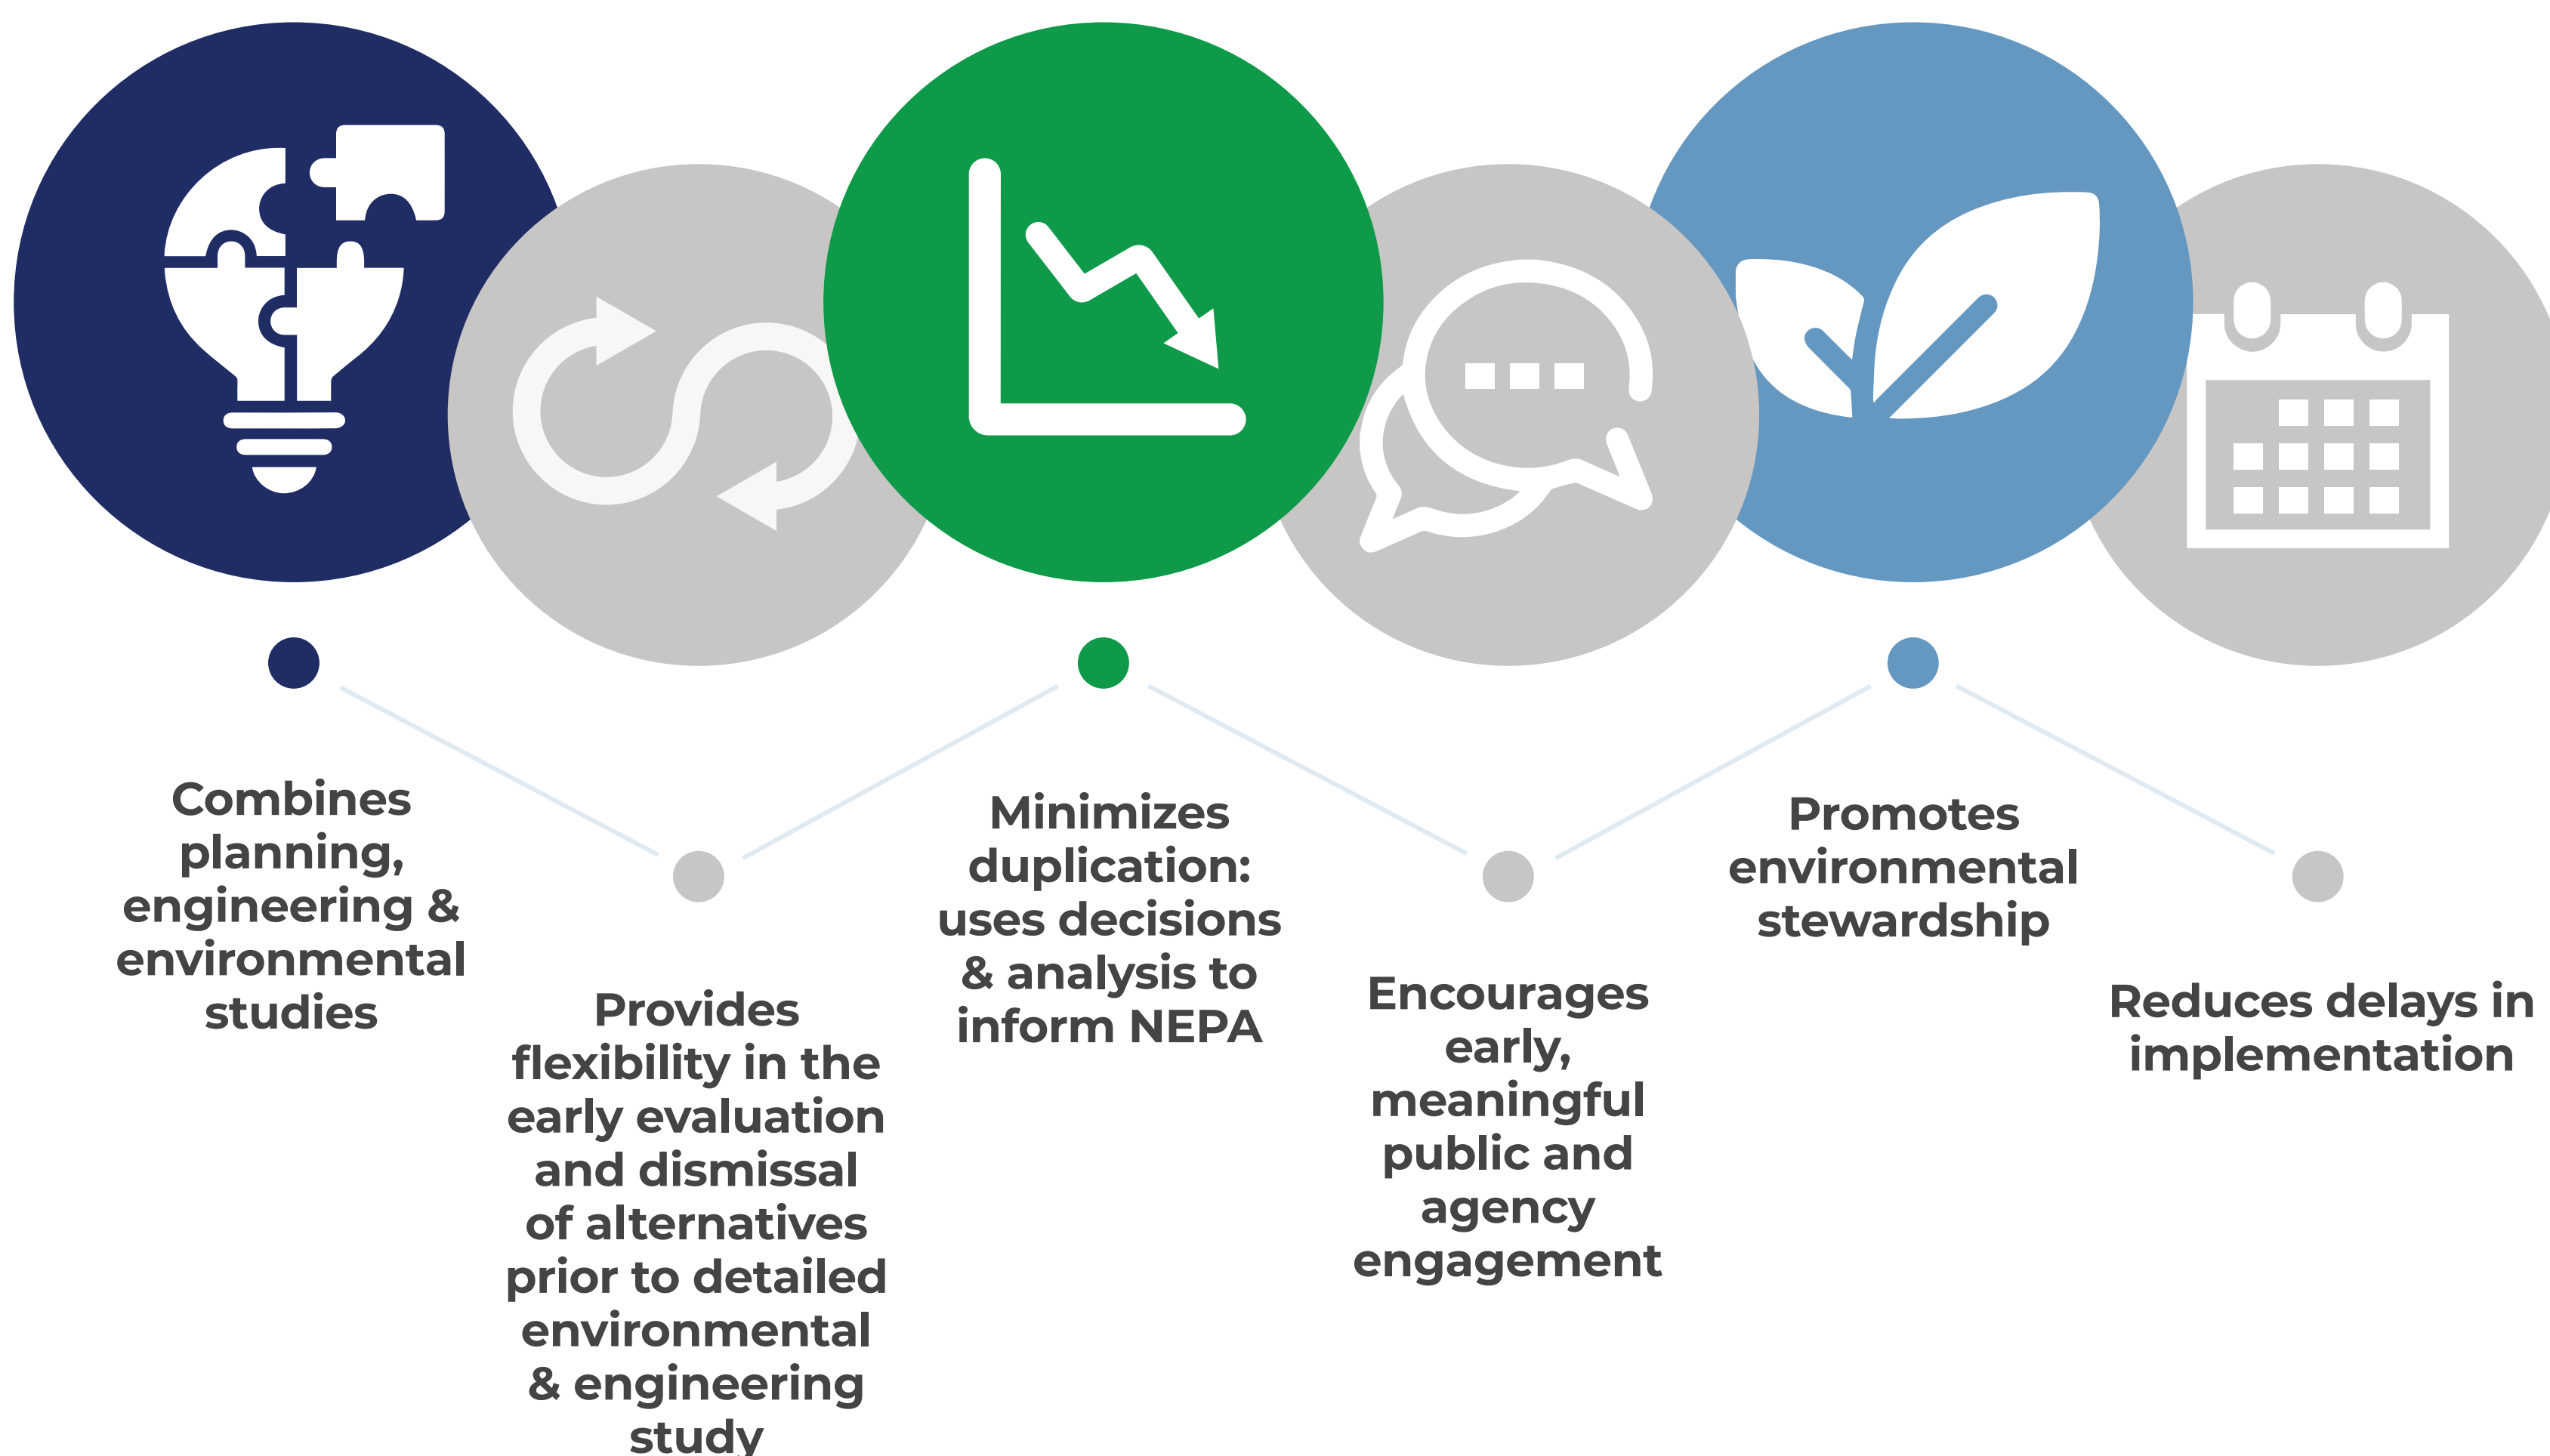 Combines
planning,
engineering &
environmental
studies
Provides
flexibility in the
early evaluation
and dismissal
of alternatives
prior to detailed
environmental
& engineering
study
Minimizes
duplication:
uses decisions
& analysis to
inform NEPA
Encourages
early,
meaningful
public and
agency
engagement
Promotes
environmental
stewardship
Reduces delays in
implementation